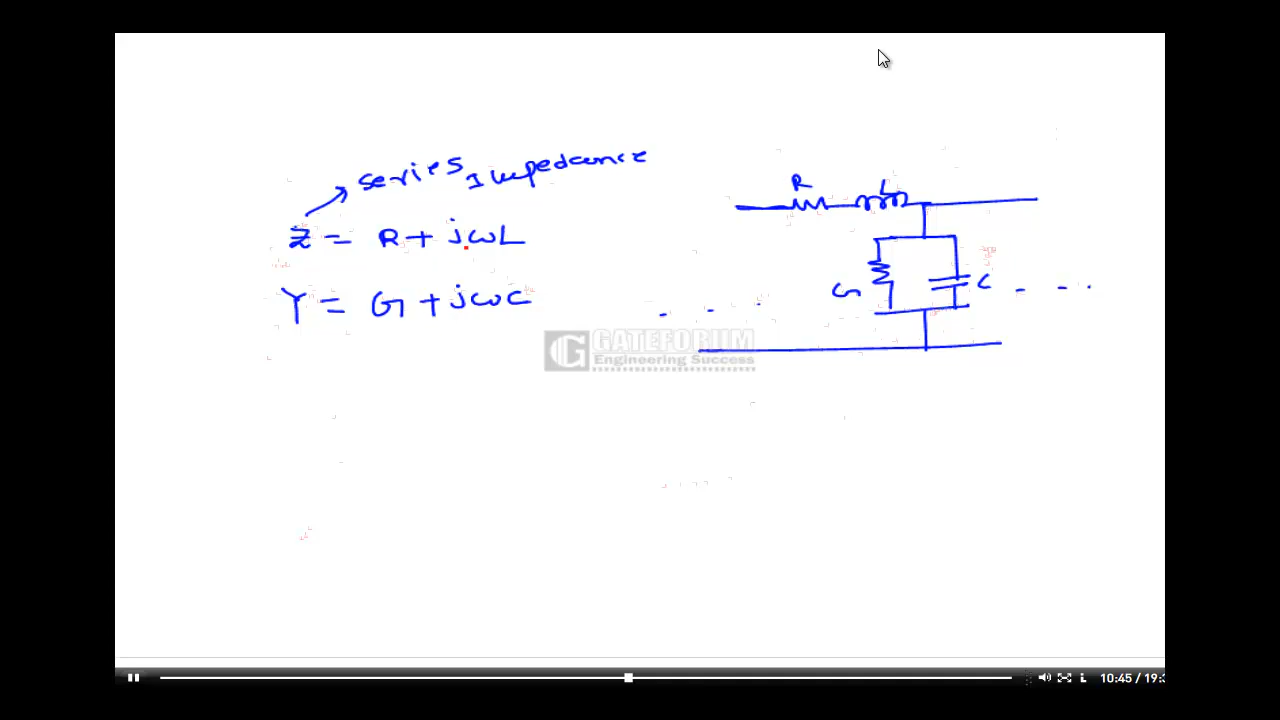 series Impedance
Z = R + jωL
Y = G + jωC
R
L
G
C
GATEFORUM
Engineering Success
10:45 / 19: